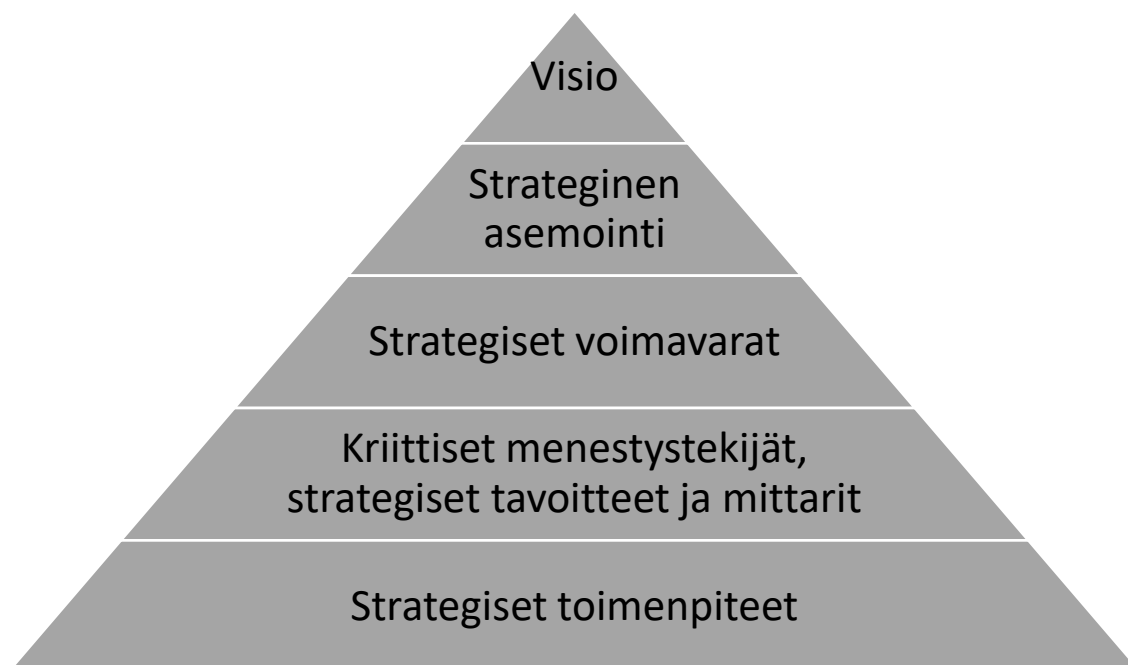 Visio
Strateginen
asemointi
Strategiset voimavarat
Kriittiset menestystekijät,
strategiset tavoitteet ja mittarit
Strategiset toimenpiteet